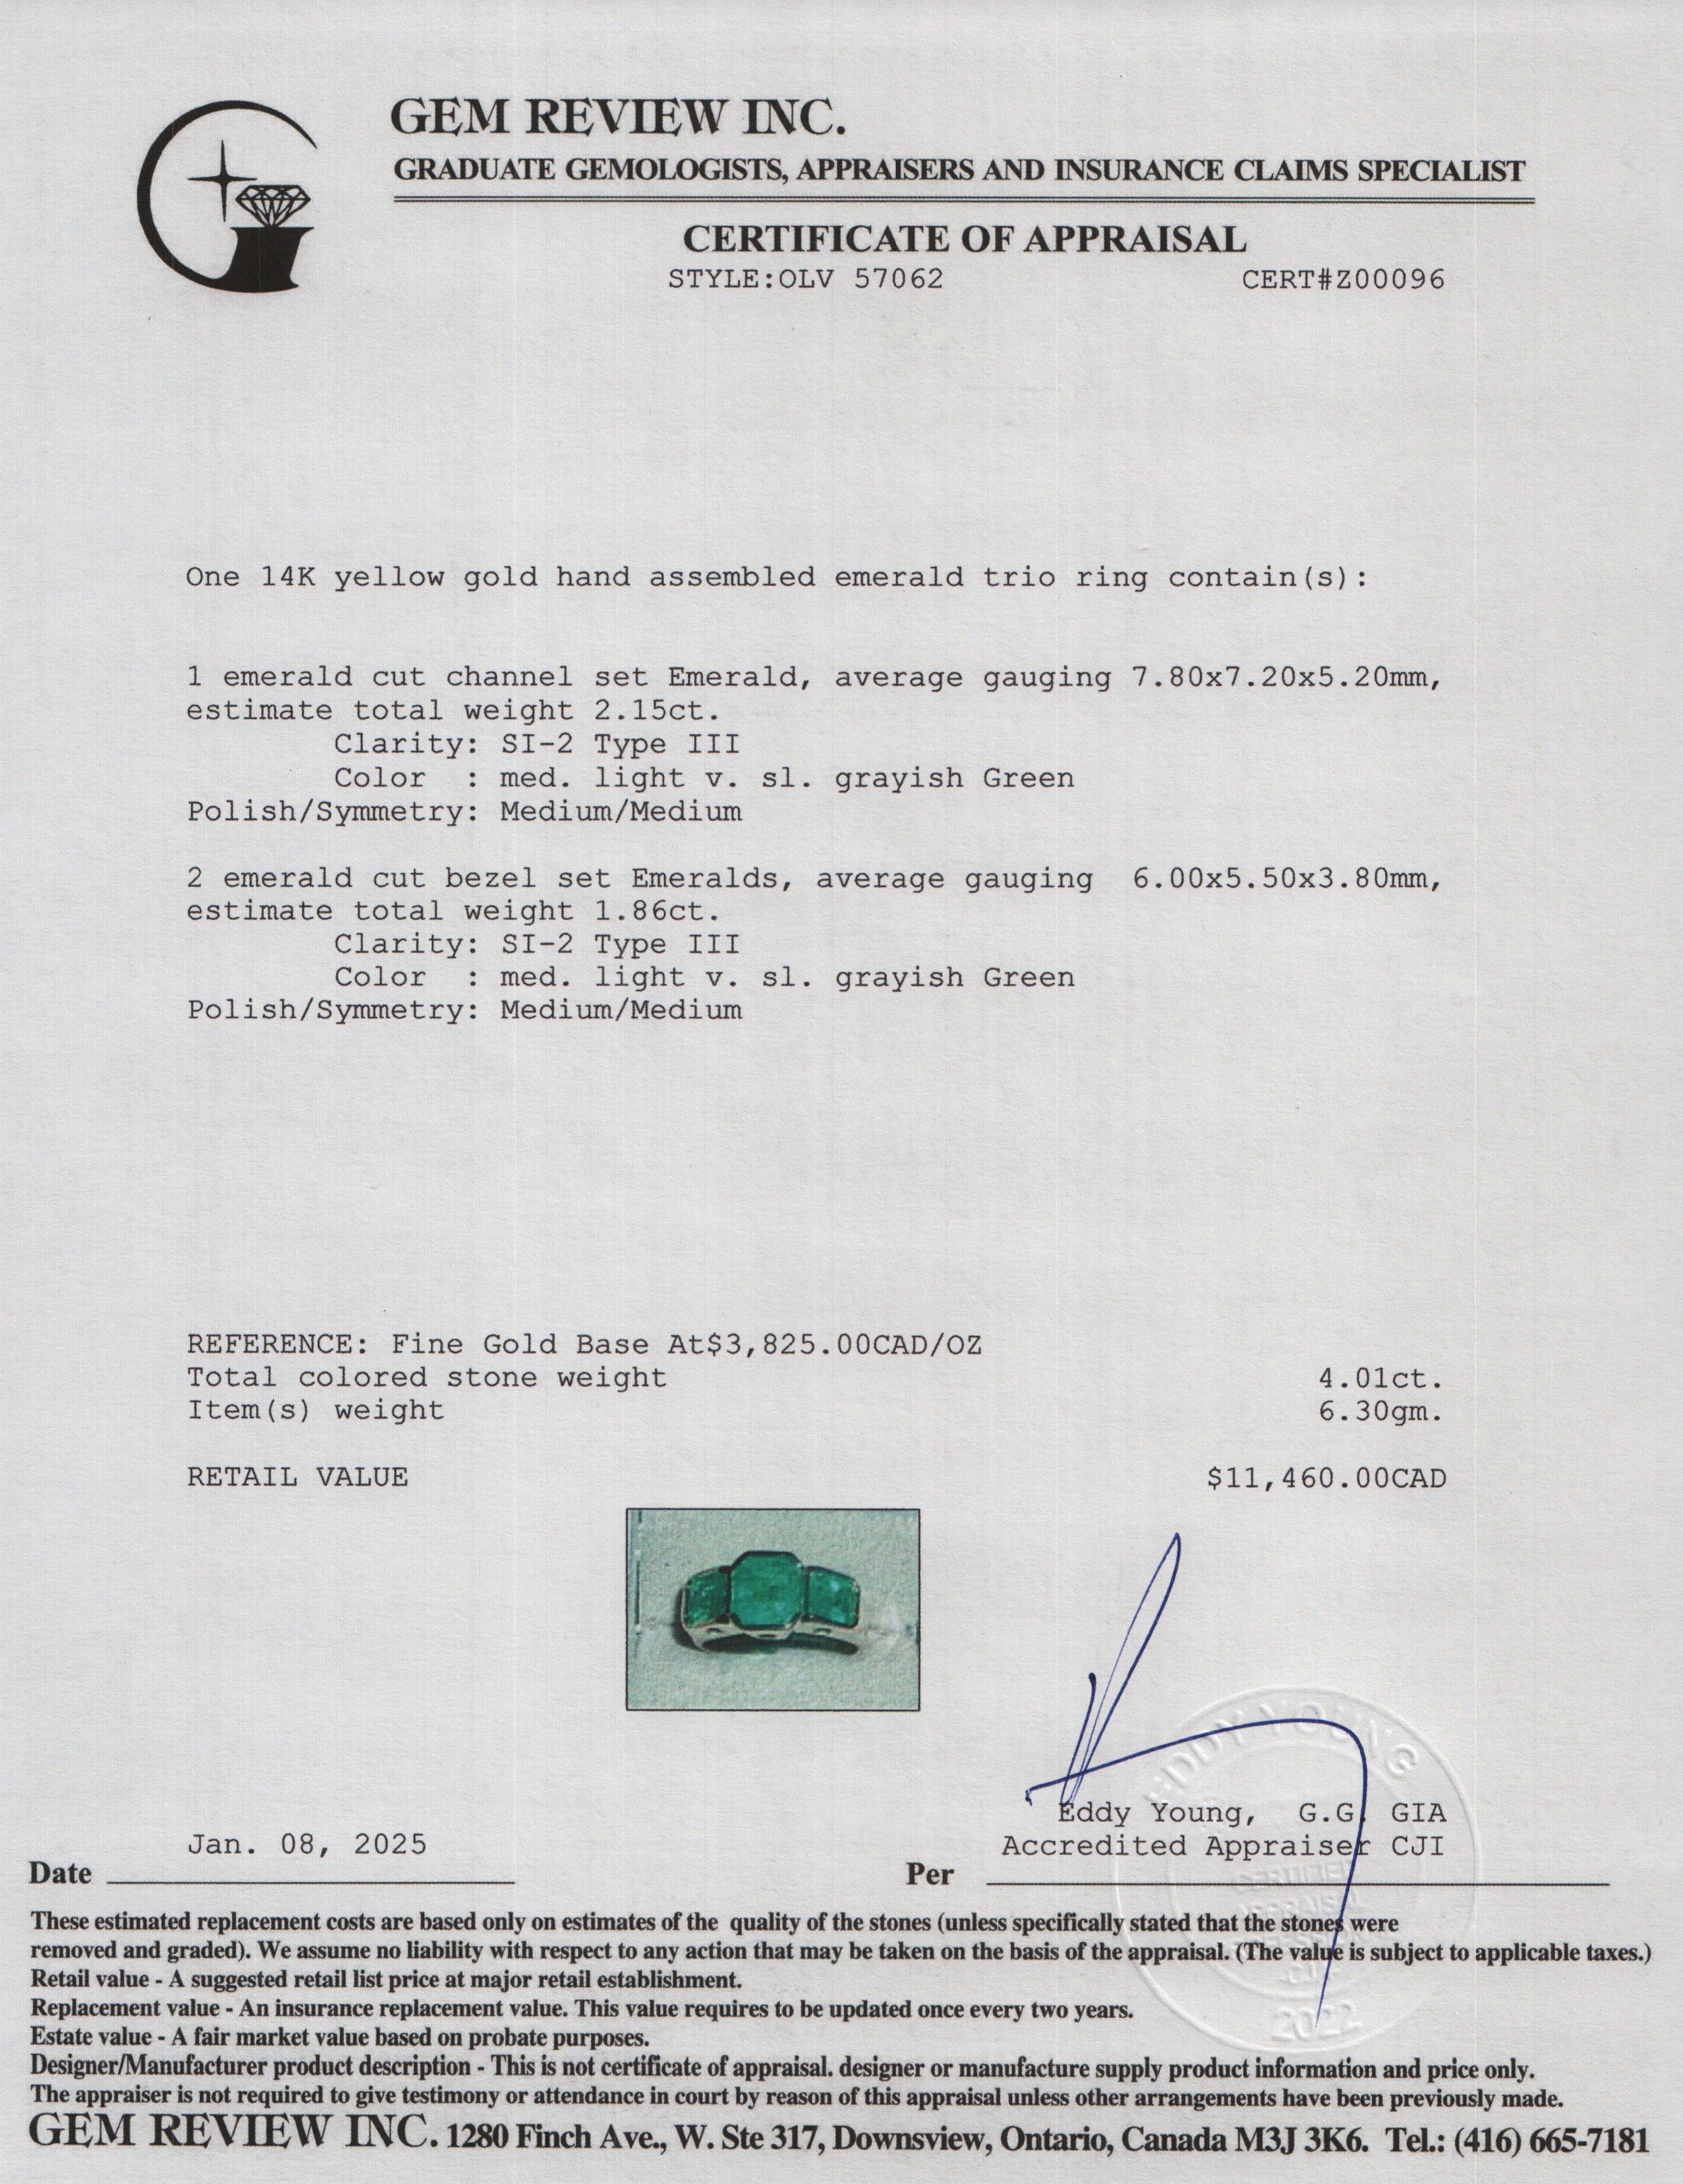 GEM REVIEW INC.
GRADUATE GEMOLOGISTS, APPRAISERS AND INSURANCE CLAIMS SPECIALIST
CERTIFICATE OF APPRAISAL
STYLE:OLV 57062 CERT#Z00096
One 14K yellow gold hand assembled emerald trio ring contain(s):
1 emerald cut channel set Emerald, average gauging 7.80x7.20x5.20mm,
estimate total weight 2.15ct.
Clarity: SI-2 Type III
Color : med. light v. sl. grayish Green
Polish/Symmetry: Medium/Medium
2 emerald cut bezel set Emeralds, average gauging 6.00x5.50x3.80mm,
estimate total weight 1.86ct.
Clarity: SI-2 Type III
Color : med. light v. sl. grayish Green
Polish/Symmetry: Medium/Medium
REFERENCE: Fine Gold Base At$3,825.00CAD/OZ
Total colored stone weight 4.01ct.
Item(s) weight 6.30gm.
RETAIL VALUE $11,460.00CAD
EDDY YOUNG
Eddy Young, G.G. GIA
Jan. 08, 2025 Accredited Appraiser CJI
Date Per
CERTIFIED
2022
These estimated replacement costs are based only on estimates of the quality of the stones (unless specifically stated that the stones were
removed and graded). We assume no liability with respect to any action that may be taken on the basis of the appraisal. (The value is subject to applicable taxes.)
Retail value - A suggested retail list price at major retail establishment.
Replacement value - An insurance replacement value. This value requires to be updated once every two years.
Estate value - A fair market value based on probate purposes.
Designer/Manufacturer product description - This is not certificate of appraisal. designer or manufacture supply product information and price only.
The appraiser is not required to give testimony or attendance in court by reason of this appraisal unless other arrangements have been previously made.
GEM REVIEW INC. 1280 Finch Ave., W. Ste 317, Downsview, Ontario, Canada M3J 3K6. Tel.: (416) 665-7181